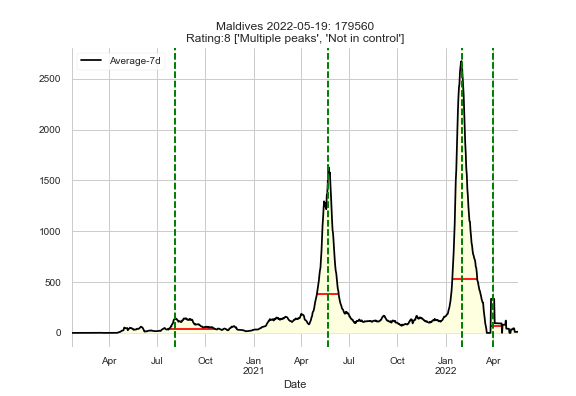 Maldives 2022-05-19: 179560
Rating:8 ['Multiple peaks', 'Not in control']
Average-7d
2500
2000
1500
1000
500
0
Apr Jul Oct Jan Apr Jul Oct Jan Apr
2021 2022
Date